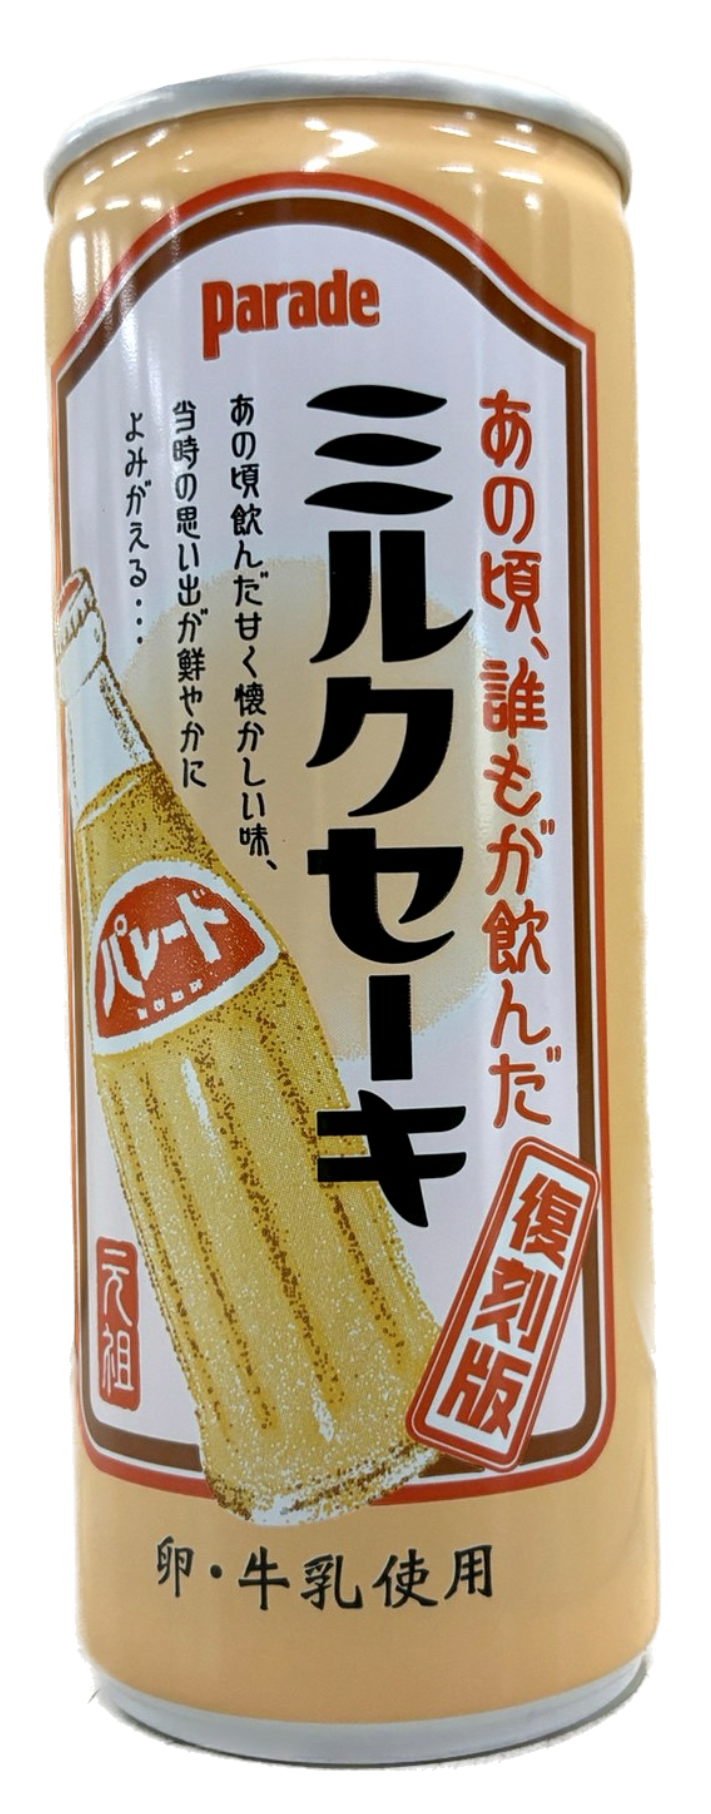 parade
あの頃、誰もが飲んだ
ミルクセーキ
あの頃飲んだ甘く懐かしい味、
当時の思い出が鮮やかに
よみがえる…
パレード
復刻版
元祖
卵・牛乳使用